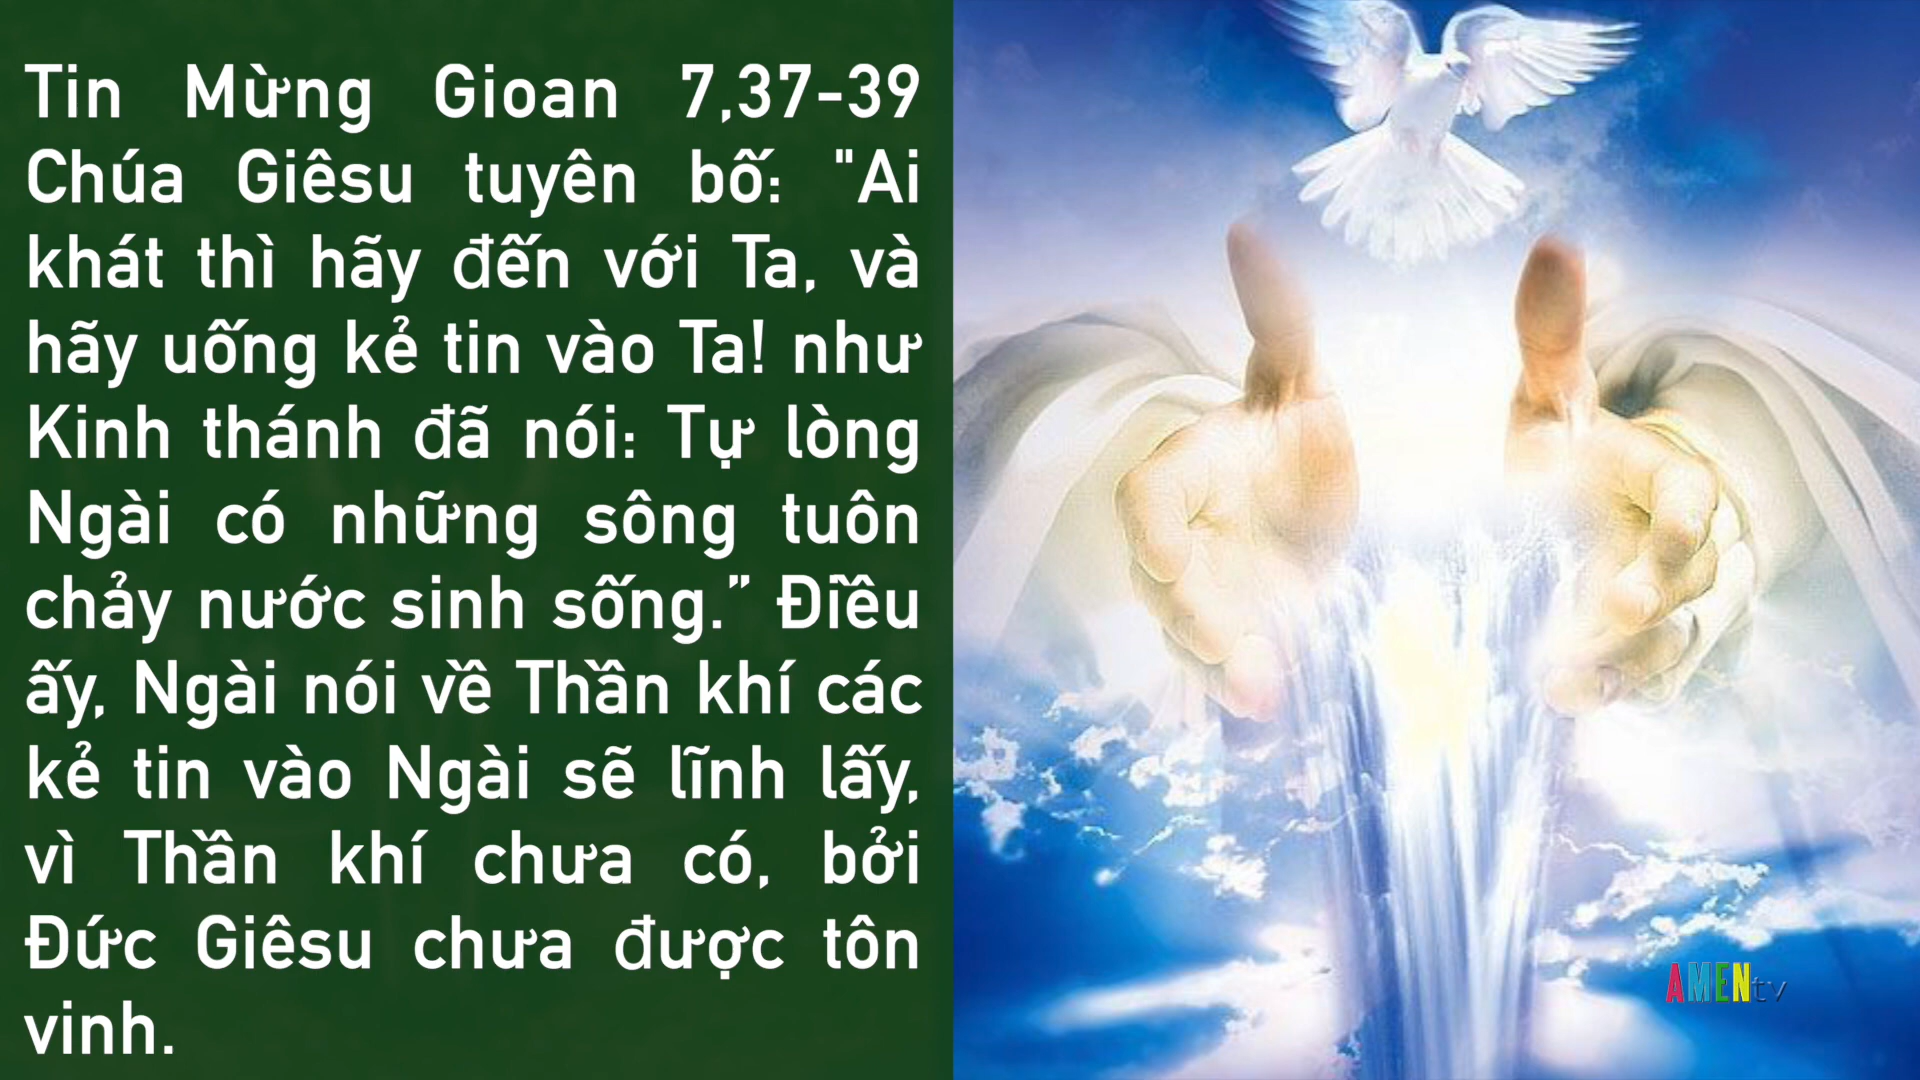 Tin Mừng Gioan 7,37-39
Chúa Giêsu tuyên bố: "Ai
khát thì hãy đến với Ta, và
hãy uống kẻ tin vào Ta! như
Kinh thánh đã nói: Tự lòng
Ngài có những sông tuôn
chảy nước sinh sống.” Điều
ấy, Ngài nói về Thần khí các
kẻ tin vào Ngài sẽ lĩnh lấy,
vì Thần khí chưa có, bởi
Đức Giêsu chưa được tôn
vinh.
AMENtv